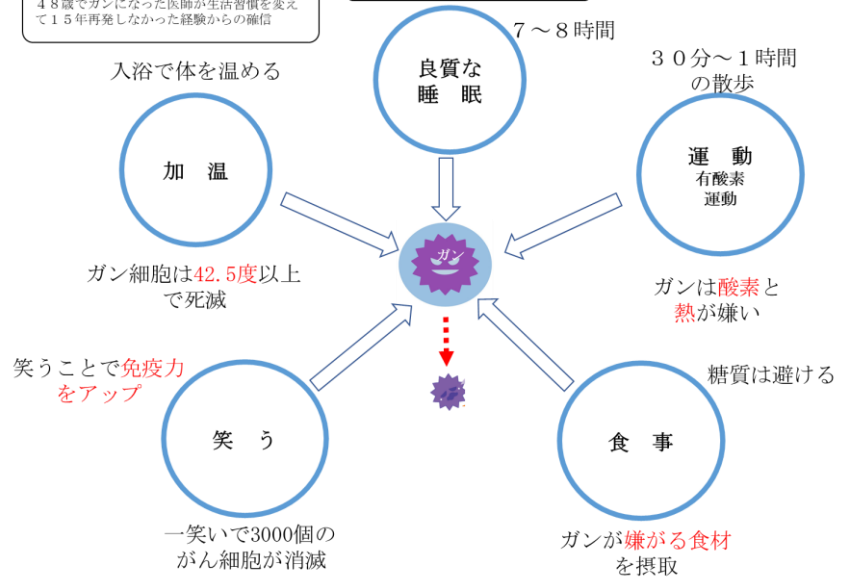 48歳でガンになった医師が生活習慣を変え
て15年再発しなかった経験からの確信
7～8時間
良質な
睡　眠
30分～1時間
の散歩
入浴で体を温める
加　温
運　動
有酸素
運動
ガン
ガン細胞は42.5度以上
で死滅
ガンは酸素と
熱が嫌い
笑うことで免疫力
をアップ
糖質は避ける
笑　う
食　事
一笑いで3000個の
がん細胞が消滅
ガンが嫌がる食材
を摂取